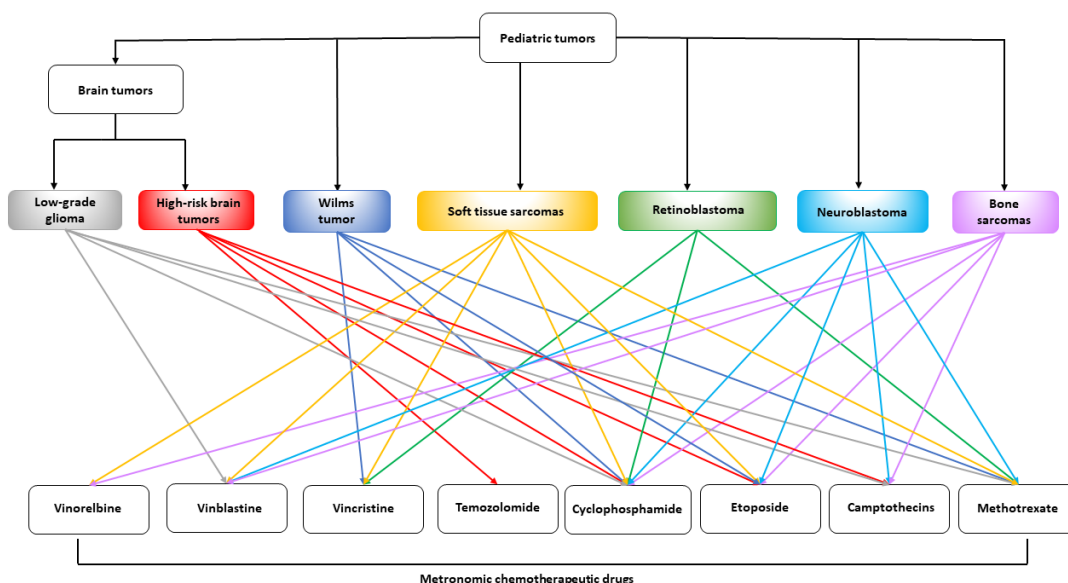 Pediatric tumors
Brain tumors
Low-grade
glioma
High-risk brain
tumors
Wilms
tumor
Soft tissue sarcomas
Retinoblastoma
Neuroblastoma
Bone
sarcomas
Vinorelbine
Vinblastine
Vincristine
Temozolomide
Cyclophosphamide
Etoposide
Camptothecins
Methotrexate
Metronomic chemotherapeutic drugs